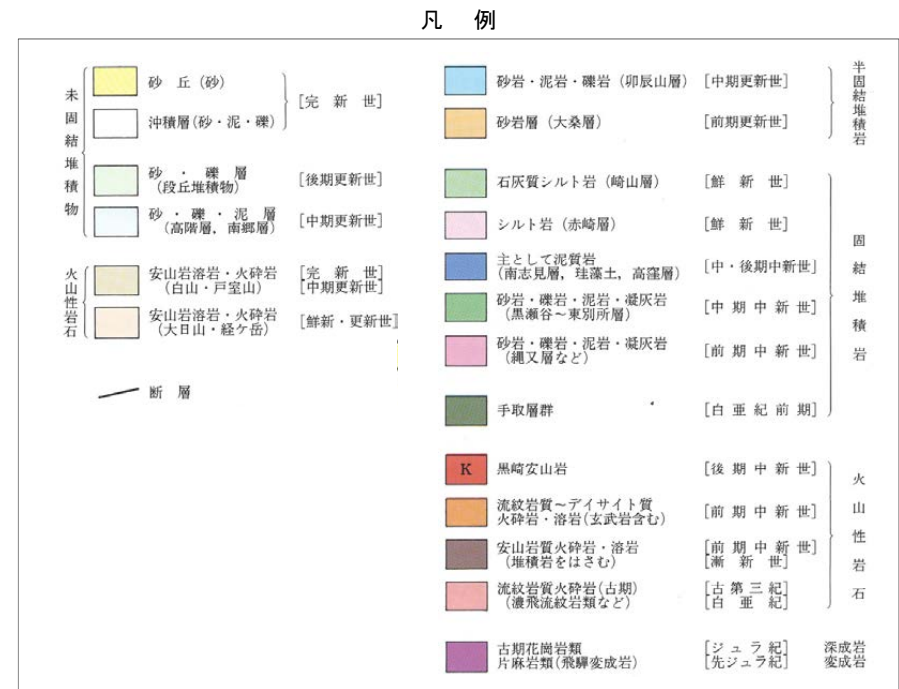 凡 例
未固結堆積物
砂 丘（砂）
沖積層（砂・泥・礫）
［完 新 世］
砂 ・ 礫 層
（段丘堆積物）
［後期更新世］
砂 ・ 礫 ・ 泥 層
（高階層，南郷層）
［中期更新世］
火山性岩石
安山岩溶岩・火砕岩
（白山・戸室山）
［完 新 世］
［中期更新世］
安山岩溶岩・火砕岩
（大日山・経ケ岳）
［鮮新・更新世］
断 層
砂岩・泥岩・礫岩（卯辰山層）
［中期更新世］
砂岩層（大桑層）
［前期更新世］
半固結堆積岩
石灰質シルト岩（崎山層）
［鮮 新 世］
シルト岩（赤崎層）
［鮮 新 世］
主として泥質岩
（南志見層，珪藻土，高窪層）
［中・後期中新世］
砂岩・礫岩・泥岩・凝灰岩
（黒瀬谷～東別所層）
［中 期 中 新 世］
砂岩・礫岩・泥岩・凝灰岩
（縄又層など）
［前 期 中 新 世］
手取層群
［白 亜 紀 前 期］
固結堆積岩
K
黒崎安山岩
［後 期 中 新 世］
流紋岩質～デイサイト質
火砕岩・溶岩（玄武岩含む）
［前 期 中 新 世］
安山岩質火砕岩・溶岩
（堆積岩をはさむ）
［前 期 中 新 世］
［漸 新 世］
流紋岩質火砕岩（古期）
（濃飛流紋岩類など）
［古 第 三 紀］
［白 亜 紀］
火山性岩石
古期花崗岩類
片麻岩類（飛騨変成岩）
［ジ ュ ラ 紀］
［先ジュラ紀］
深成岩
変成岩